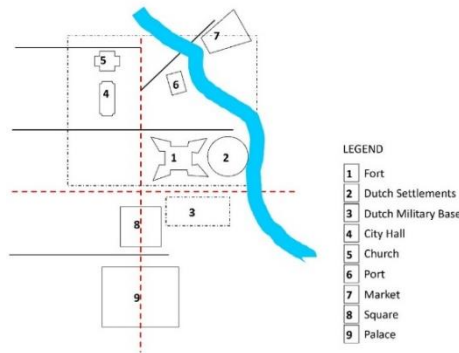 7
5
6
4
1
2
3
8
9
LEGEND
1 Fort
2 Dutch Settlements
3 Dutch Military Base
4 City Hall
5 Church
6 Port
7 Market
8 Square
9 Palace